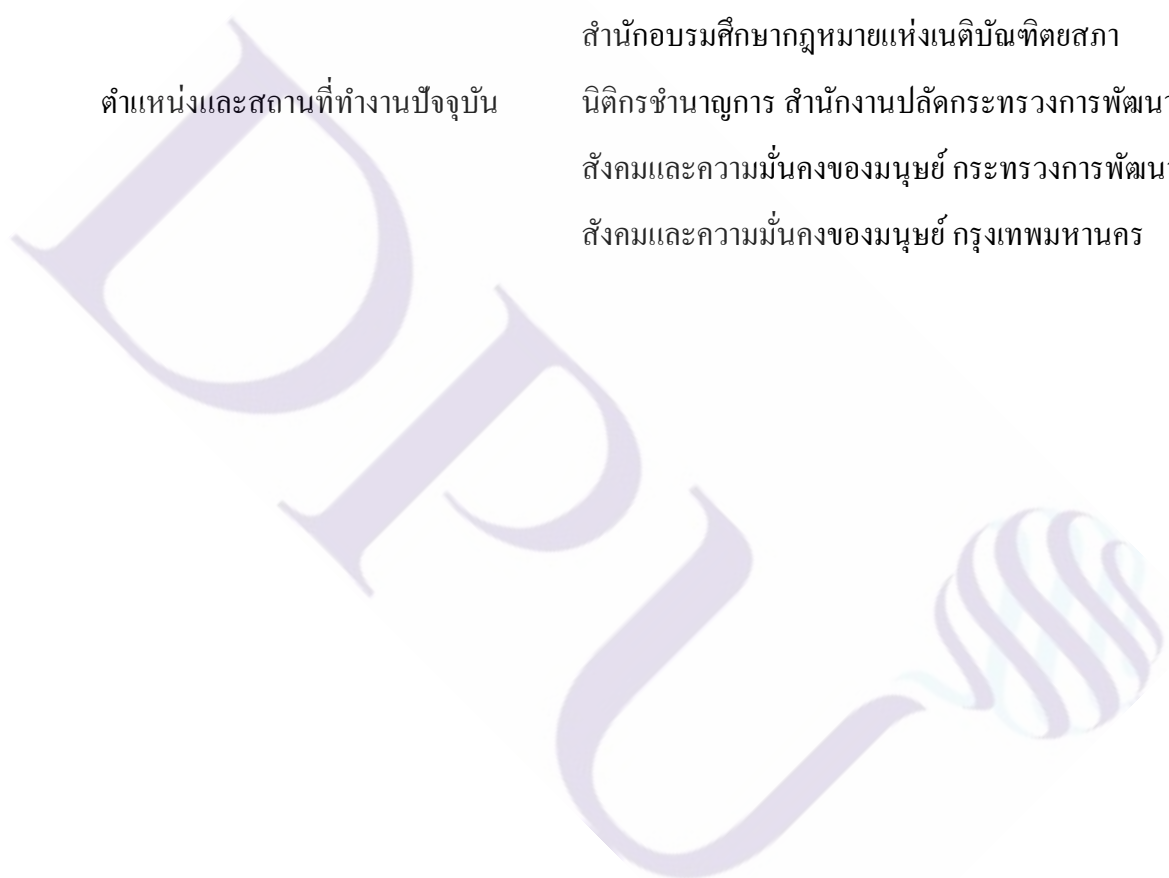 สำนักอบรมศึกษากฎหมายแห่งเนติบัณฑิตยสภา
ตำแหน่งและสถานที่ทำงานปัจจุบัน นิติกรชำนาญการ สำนักงานปลัดกระทรวงการพัฒนา
สังคมและความมั่นคงของมนุษย์ กระทรวงการพัฒนา
สังคมและความมั่นคงของมนุษย์ กรุงเทพมหานคร
DPU